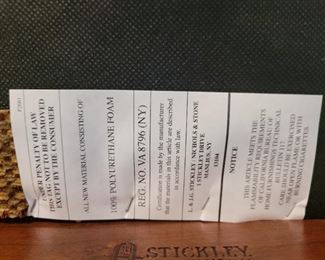 P2001
UNDER PENALTY OF LAW
THIS TAG NOT TO BE REMOVED
EXCEPT BY THE CONSUMER
ALL NEW MATERIAL CONSISTING OF
100% POLYURETHANE FOAM
REG. NO. VA 8796 (NY)
Certification is made by the manufacturer
that the materials in this article are described
in accordance with law.
L. & J.G. STICKLEY, NICHOLS & STONE
1 STICKLEY DRIVE
MANLIUS, NY
13104
NOTICE
THIS ARTICLE MEETS THE
FLAMMABILITY REQUIREMENTS
OF CALIFORNIA BUREAU OF
HOME FURNISHINGS TECHNICAL
BULLETIN 117
CARE SHOULD BE EXERCISED
NEAR OPEN FLAME OR WITH
BURNING CIGARETTES.
STICKLEY